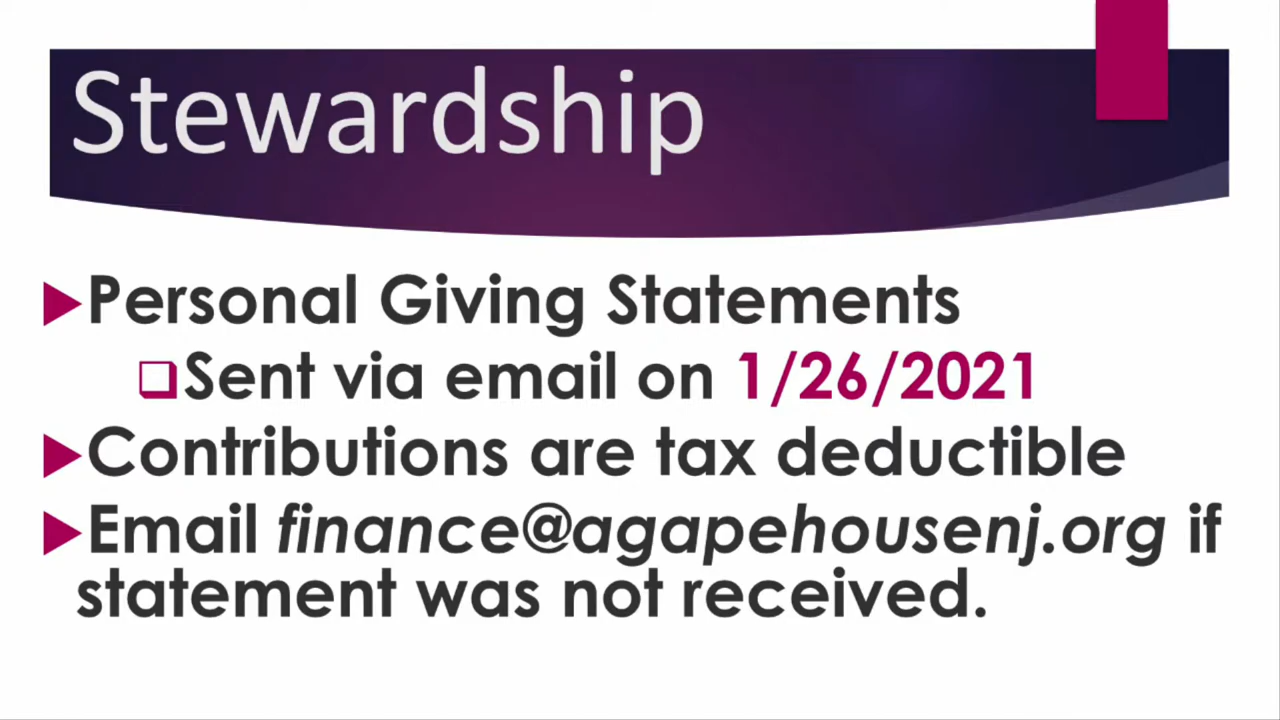 Stewardship
Personal Giving Statements
Sent via email on 1/26/2021
Contributions are tax deductible
Email finance@agapehousenj.org if
statement was not received.